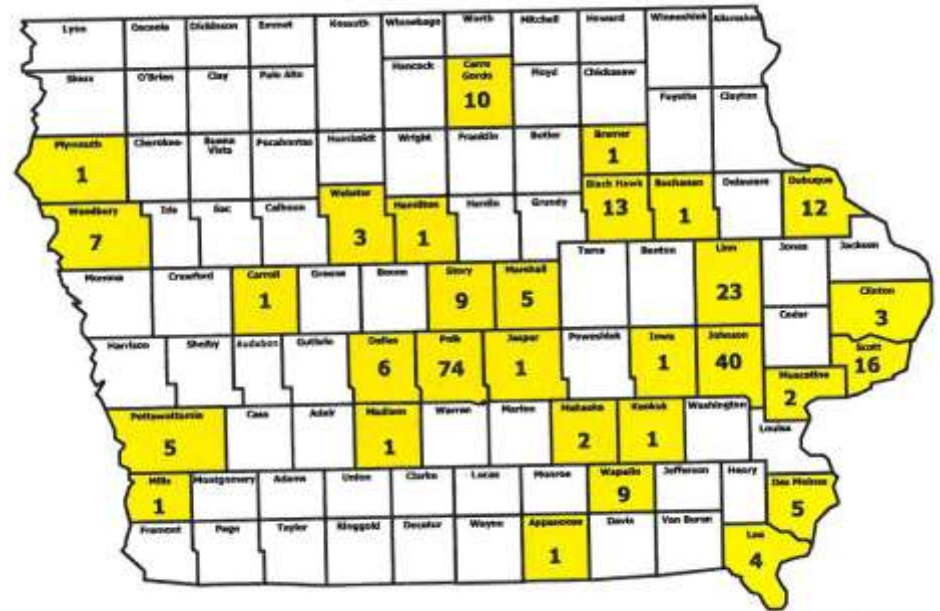 Lyon Osceola Dickinson Emmet Kossuth Winnebago Worth Mitchell Howard Winneshiek Allamakee
Sioux O'Brien Clay Palo Alto Hancock Cerro Gordo Floyd Chickasaw
10
Fayette Clayton
Plymouth Cherokee Buena Vista Pocahontas Humboldt Wright Franklin Butler Bremer
1 1
Woodbury Ida Sac Calhoun Webster Hamilton Hardin Grundy Black Hawk Buchanan Delaware Dubuque
7 3 1 13 1 12
Monona Crawford Carroll Greene Boone Story Marshall Tama Benton Linn Jones Jackson
1 9 5 23
Clinton
3
Cedar
Harrison Shelby Audubon Guthrie Dallas Polk Jasper Poweshiek Iowa Johnson Scott
6 74 1 1 40 16
Muscatine
2
Pottawattamie Cass Adair Madison Warren Marion Mahaska Keokuk Washington
5 1 2 1
Louisa
Mills Montgomery Adams Union Clarke Lucas Monroe Wapello Jefferson Henry Des Moines
1 9 5
Fremont Page Taylor Ringgold Decatur Wayne Appanoose Davis Van Buren Lee
1 4